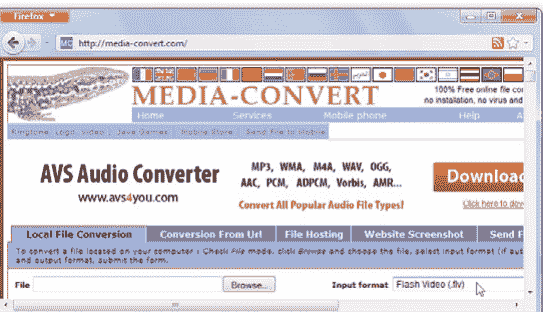 Firefox
http://media-convert.com/
MEDIA-CONVERT
100% Free online file con
no installation, no virus and
Home Services Mobile phone Help A
Ringtone, Logo, video Java Games Mobile Store Send File to Mobile
AVS Audio Converter
www.avs4you.com
MP3, WMA, M4A, WAV, OGG,
AAC, PCM, ADPCM, Vorbis, AMR...
Convert All Popular Audio File Types!
Download
Click here to dow
Local File Conversion Conversion From Url File Hosting Website Screenshot Send F
To convert a file located on your computer : Check File mode, click Browse and choose the file, select input format (if aus
and output format, submit the form.
File Browse... Input format Flash Video (.flv)